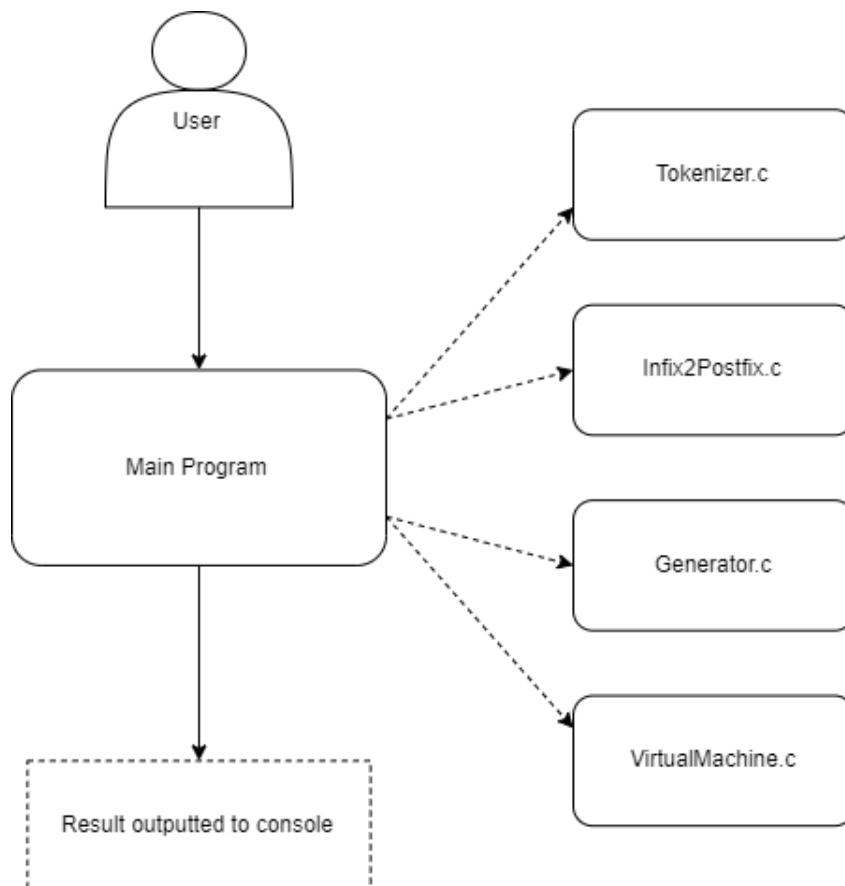 User
Tokenizer.c
Infix2Postfix.c
Main Program
Generator.c
VirtualMachine.c
Result outputted to console